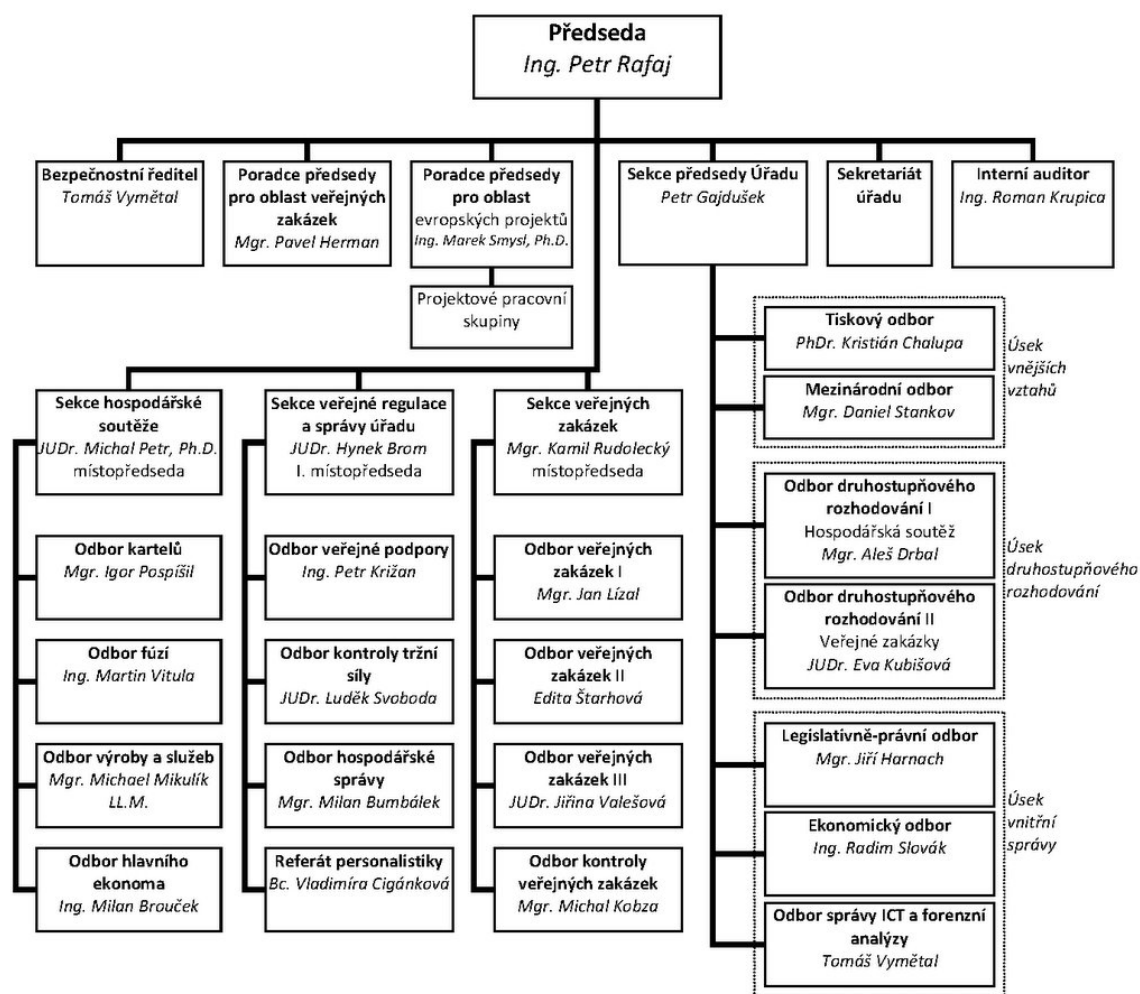 Předseda
Ing. Petr Rafaj
Bezpečnostní ředitel
Tomáš Vymětal
Poradce předsedy
pro oblast veřejných
zakázek
Mgr. Pavel Herman
Poradce předsedy
pro oblast
evropských projektů
Ing. Marek Smysl, Ph.D.
Projektové pracovní
skupiny
Sekce předsedy Úřadu
Petr Gajdušek
Sekretariát
úřadu
Interní auditor
Ing. Roman Krupica
Sekce hospodářské
soutěže
JUDr. Michal Petr, Ph.D.
místopředseda
Odbor kartelů
Mgr. Igor Pospíšil
Odbor fúzí
Ing. Martin Vitula
Odbor výroby a služeb
Mgr. Michael Mikulík
LL.M.
Odbor hlavního
ekonoma
Ing. Milan Brouček
Sekce veřejné regulace
a správy úřadu
JUDr. Hynek Brom
I. místopředseda
Odbor veřejné podpory
Ing. Petr Križan
Odbor kontroly tržní
síly
JUDr. Luděk Svoboda
Odbor hospodářské
správy
Mgr. Milan Bumbálek
Referát personalistiky
Bc. Vladimíra Cigánková
Sekce veřejných
zakázek
Mgr. Kamil Rudolecký
místopředseda
Odbor veřejných
zakázek I
Mgr. Jan Lízal
Odbor veřejných
zakázek II
Edita Štarhová
Odbor veřejných
zakázek III
JUDr. Jiřina Valešová
Odbor kontroly
veřejných zakázek
Mgr. Michal Kobza
Tiskový odbor
PhDr. Kristián Chalupa
Mezinárodní odbor
Mgr. Daniel Stankov
Úsek
vnějších
vztahů
Odbor druhostupňového
rozhodování I
Hospodářská soutěž
Mgr. Aleš Drbal
Odbor druhostupňového
rozhodování II
Veřejné zakázky
JUDr. Eva Kubišová
Úsek
druhostupňového
rozhodování
Legislativně-právní odbor
Mgr. Jiří Harnach
Ekonomický odbor
Ing. Radim Slovák
Odbor správy ICT a forenzní
analýzy
Tomáš Vymětal
Úsek
vnitřní
správy